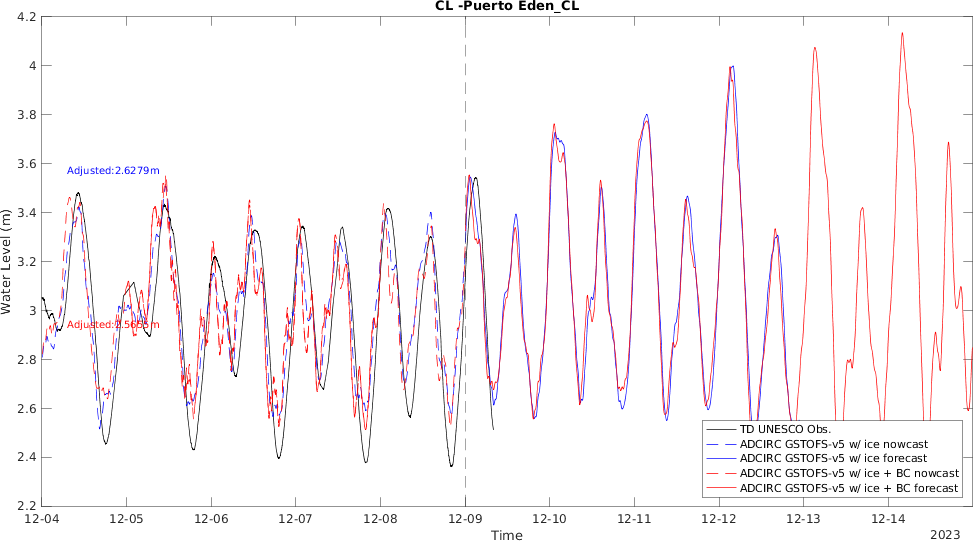 CL -Puerto Eden_CL
4.2
4
3.8
3.6
3.4
3.2
3
2.8
2.6
2.4
2.2
Water Level (m)
Adjusted:2.6279m
Adjusted:2.5653m
TD UNESCO Obs.
ADCIRC GSTOFS-v5 w/ ice nowcast
ADCIRC GSTOFS-v5 w/ ice forecast
ADCIRC GSTOFS-v5 w/ ice + BC nowcast
ADCIRC GSTOFS-v5 w/ ice + BC forecast
12-04 12-05 12-06 12-07 12-08 12-09 12-10 12-11 12-12 12-13 12-14
Time
2023